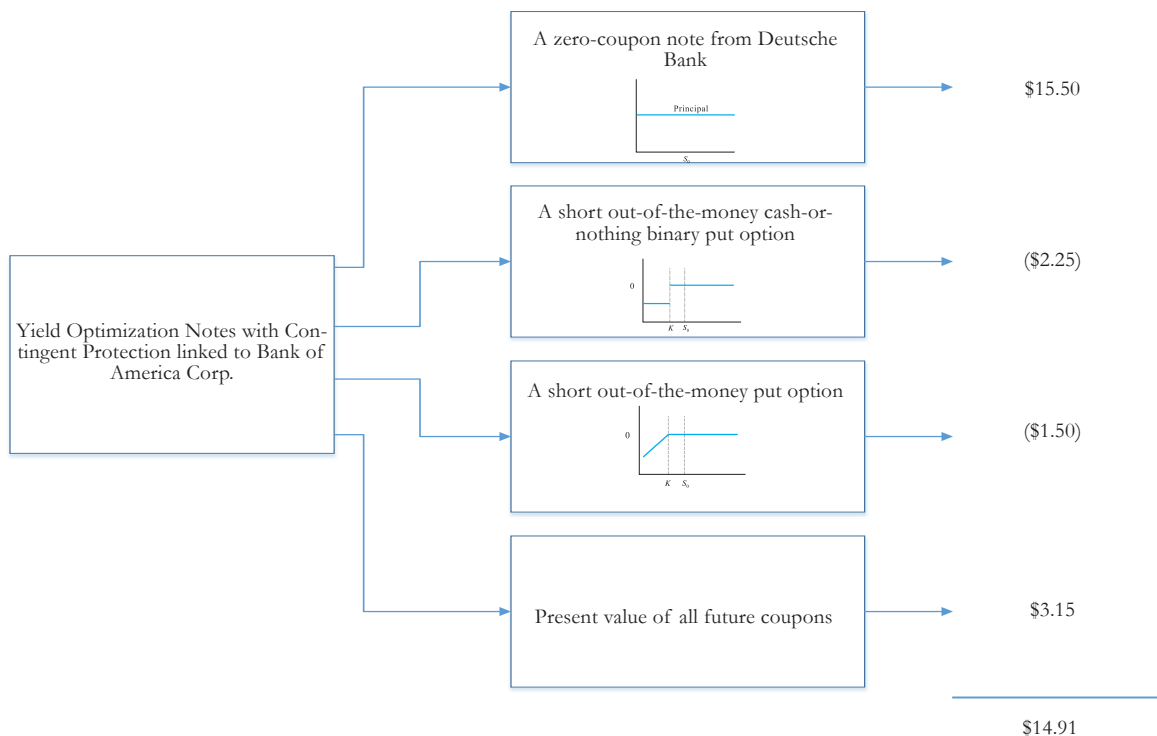 Yield Optimization Notes with Con-
tingent Protection linked to Bank of
America Corp.
A zero-coupon note from Deutsche
Bank
Principal
S₀
$15.50
A short out-of-the-money cash-or-
nothing binary put option
0
K S₀
($2.25)
A short out-of-the-money put option
0
K S₀
($1.50)
Present value of all future coupons
$3.15
$14.91